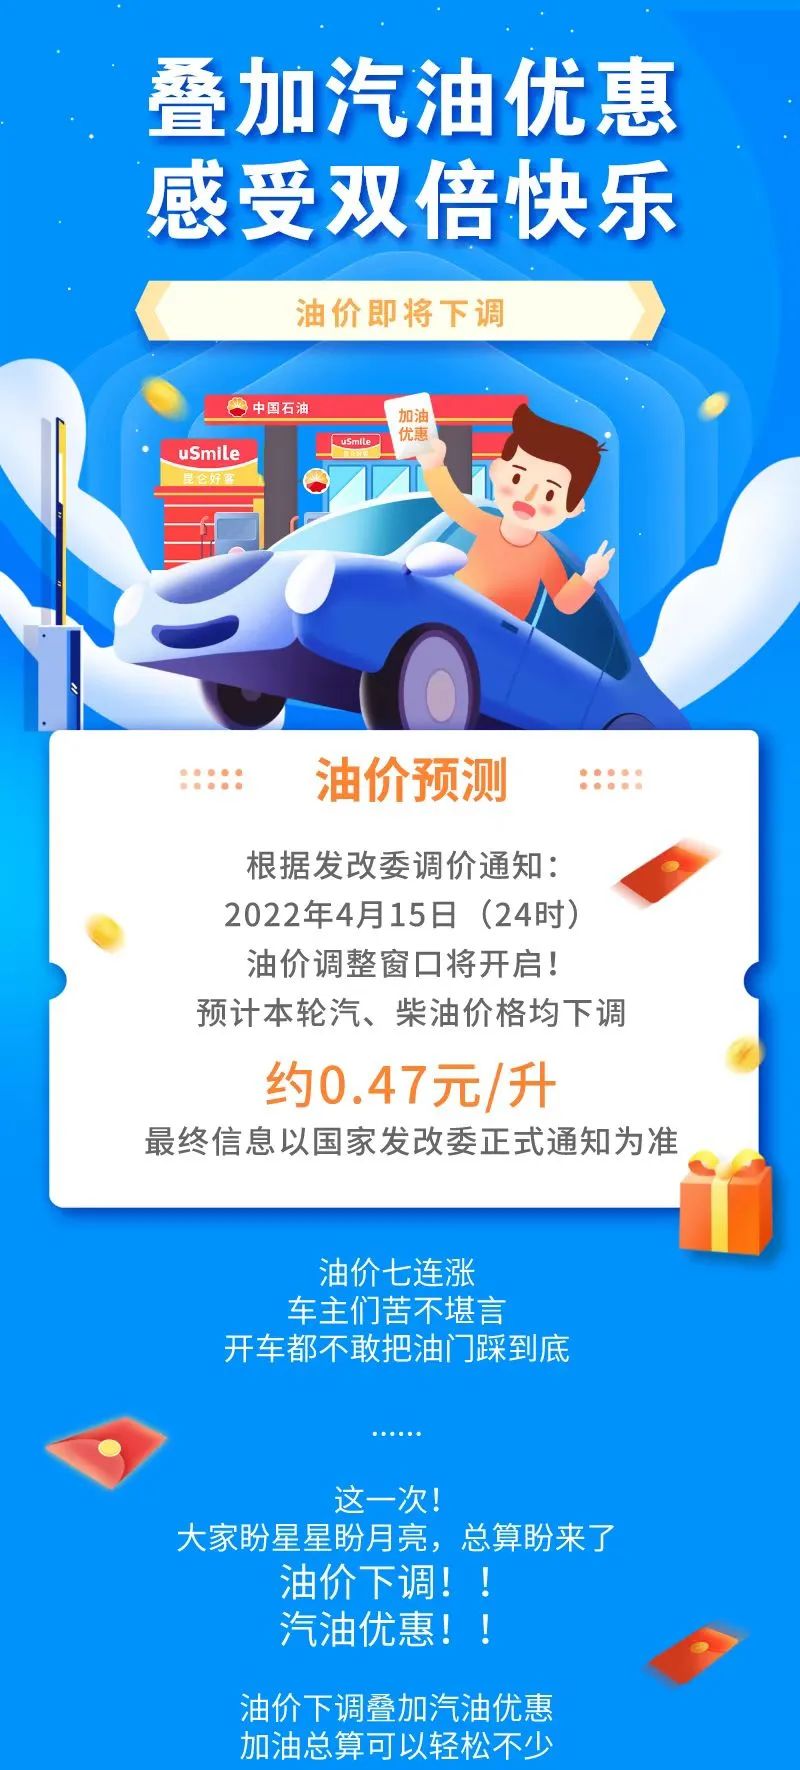 叠加汽油优惠
感受双倍快乐
油价即将下调
中国石油
加油
优惠
uSmile
昆仑好客
uSmile
昆仑好客
油价预测
根据发改委调价通知：
2022年4月15日（24时）
油价调整窗口将开启！
预计本轮汽、柴油价格均下调
约0.47元/升
最终信息以国家发改委正式通知为准
油价七连涨
车主们苦不堪言
开车都不敢把油门踩到底
......
这一次！
大家盼星星盼月亮，总算盼来了
油价下调！！
汽油优惠！！
油价下调叠加汽油优惠
加油总算可以轻松不少